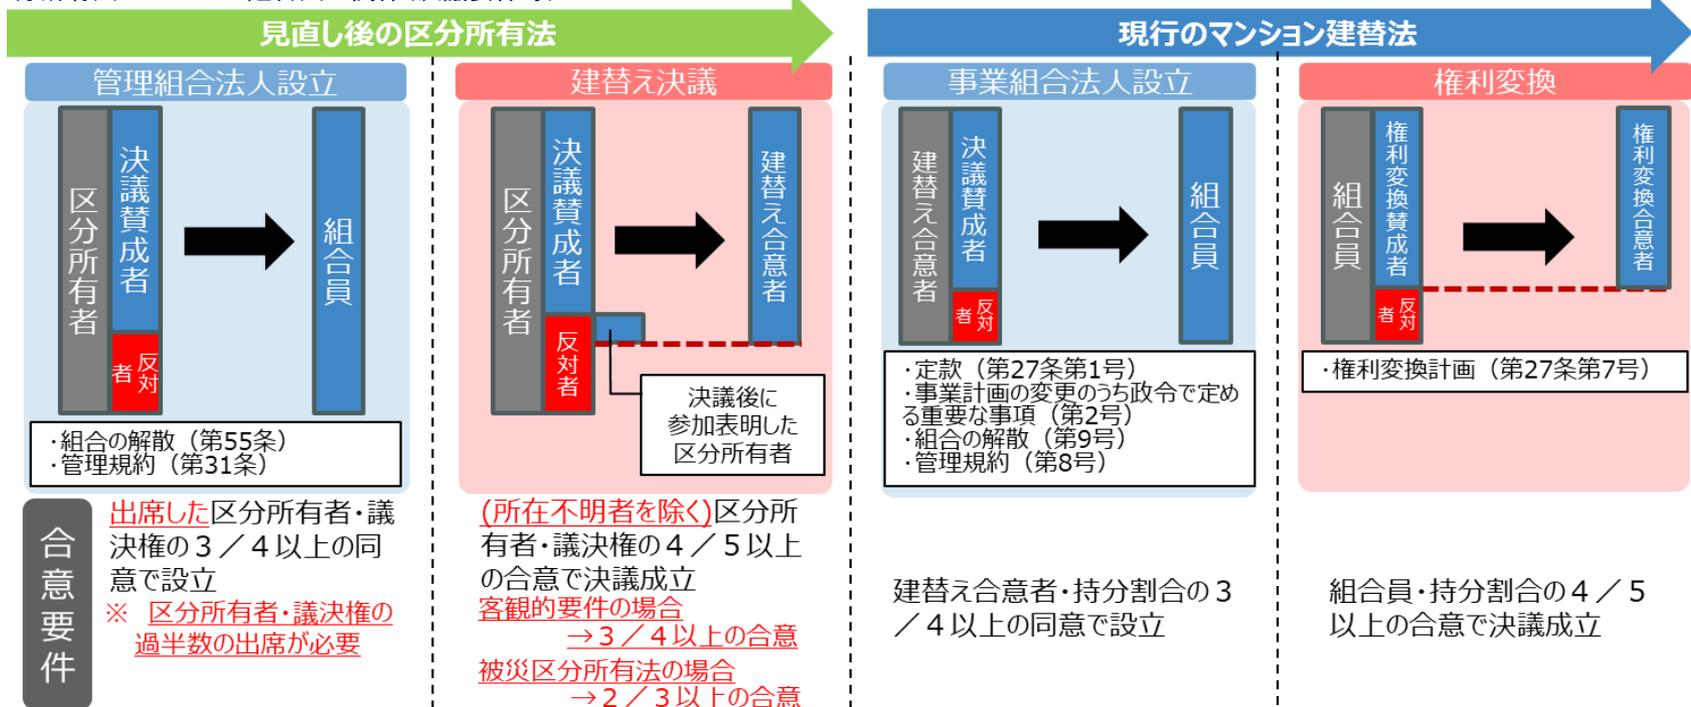 見直し後の区分所有法
現行のマンション建替法
管理組合法人設立
区分所有者
決議賛成者
反対
者
組合員
・組合の解散（第55条）
・管理規約（第31条）
建替え決議
区分所有者
決議賛成者
反対者
建替え合意者
決議後に
参加表明した
区分所有者
事業組合法人設立
建替え合意者
決議賛成者
反対
者
組合員
・定款（第27条第1号）
・事業計画の変更のうち政令で定め
る重要な事項（第2号）
・組合の解散（第9号）
・管理規約（第8号）
権利変換
組合員
権利変換賛成者
反対
者
権利変換合意者
・権利変換計画（第27条第7号）
合意要件
出席した区分所有者・議
決権の３／４以上の同
意で設立
※　区分所有者・議決権の
過半数の出席が必要
(所在不明者を除く)区分所
有者・議決権の４／５以上
の合意で決議成立
客観的要件の場合
→３／４以上の合意
被災区分所有法の場合
→２／３以上の合意
建替え合意者・持分割合の３
／４以上の同意で設立
組合員・持分割合の４／５
以上の合意で決議成立